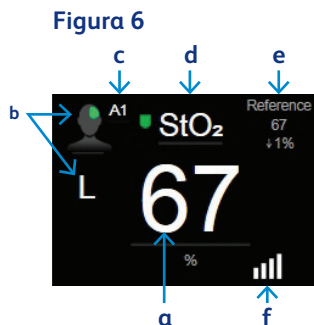 Figura 6
c d e
b A1 StO₂ Reference
67
↓1%
L 67
%
a f